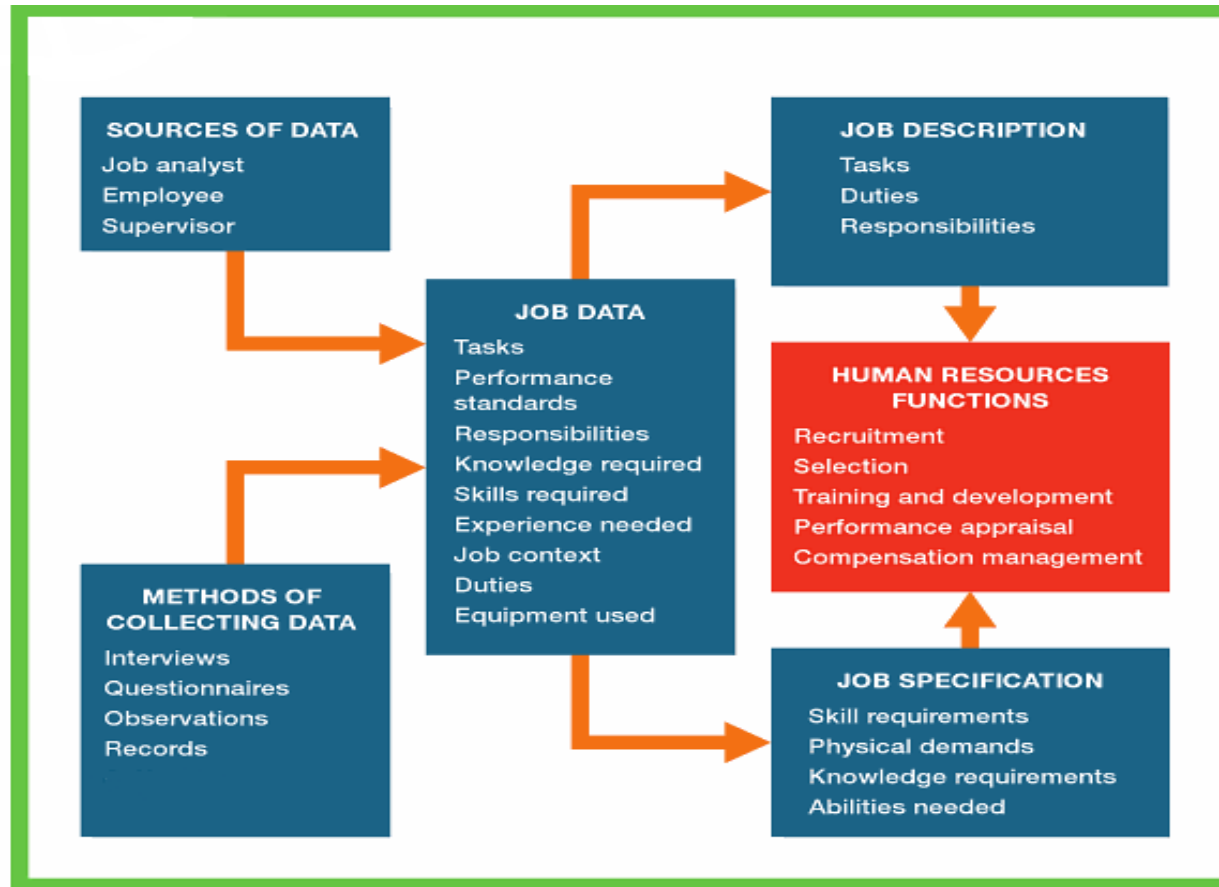 SOURCES OF DATA
Job analyst
Employee
Supervisor
METHODS OF
COLLECTING DATA
Interviews
Questionnaires
Observations
Records
JOB DATA
Tasks
Performance
standards
Responsibilities
Knowledge required
Skills required
Experience needed
Job context
Duties
Equipment used
JOB DESCRIPTION
Tasks
Duties
Responsibilities
HUMAN RESOURCES
FUNCTIONS
Recruitment
Selection
Training and development
Performance appraisal
Compensation management
JOB SPECIFICATION
Skill requirements
Physical demands
Knowledge requirements
Abilities needed